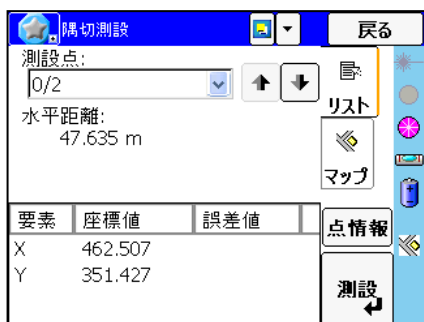 隅切測設
戻る
測設点:
0/2
リスト
水平距離:
47.635 m
マップ
要素 座標値 誤差値
点情報
X 462.507
Y 351.427
測設